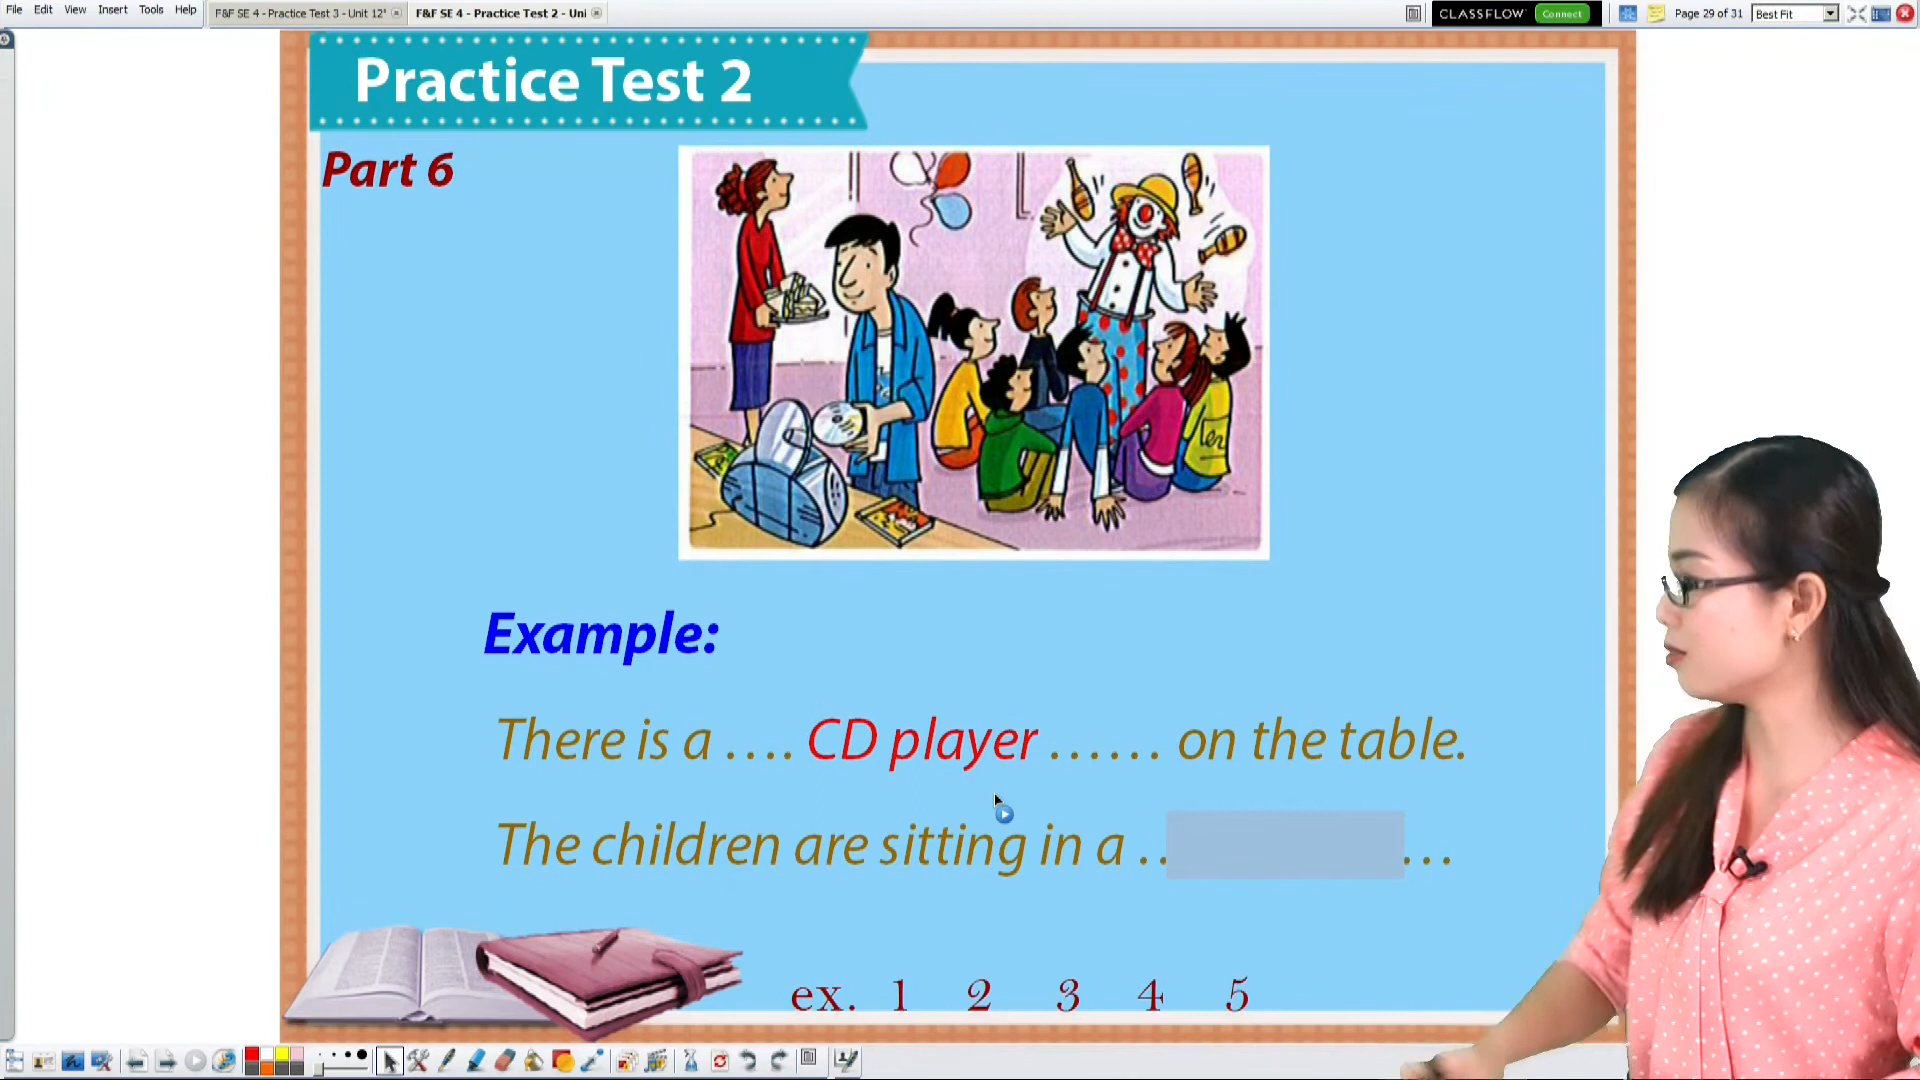 File Edit View Insert Tools Help
F&F SE 4 - Practice Test 3 - Unit 12*
F&F SE 4 - Practice Test 2 - Uni
CLASSFLOW Connect
Page 29 of 31
Best Fit
Practice Test 2
Part 6
Example:
There is a .... CD player ...... on the table.
The children are sitting in a .. ...
ex. 1 2 3 4 5